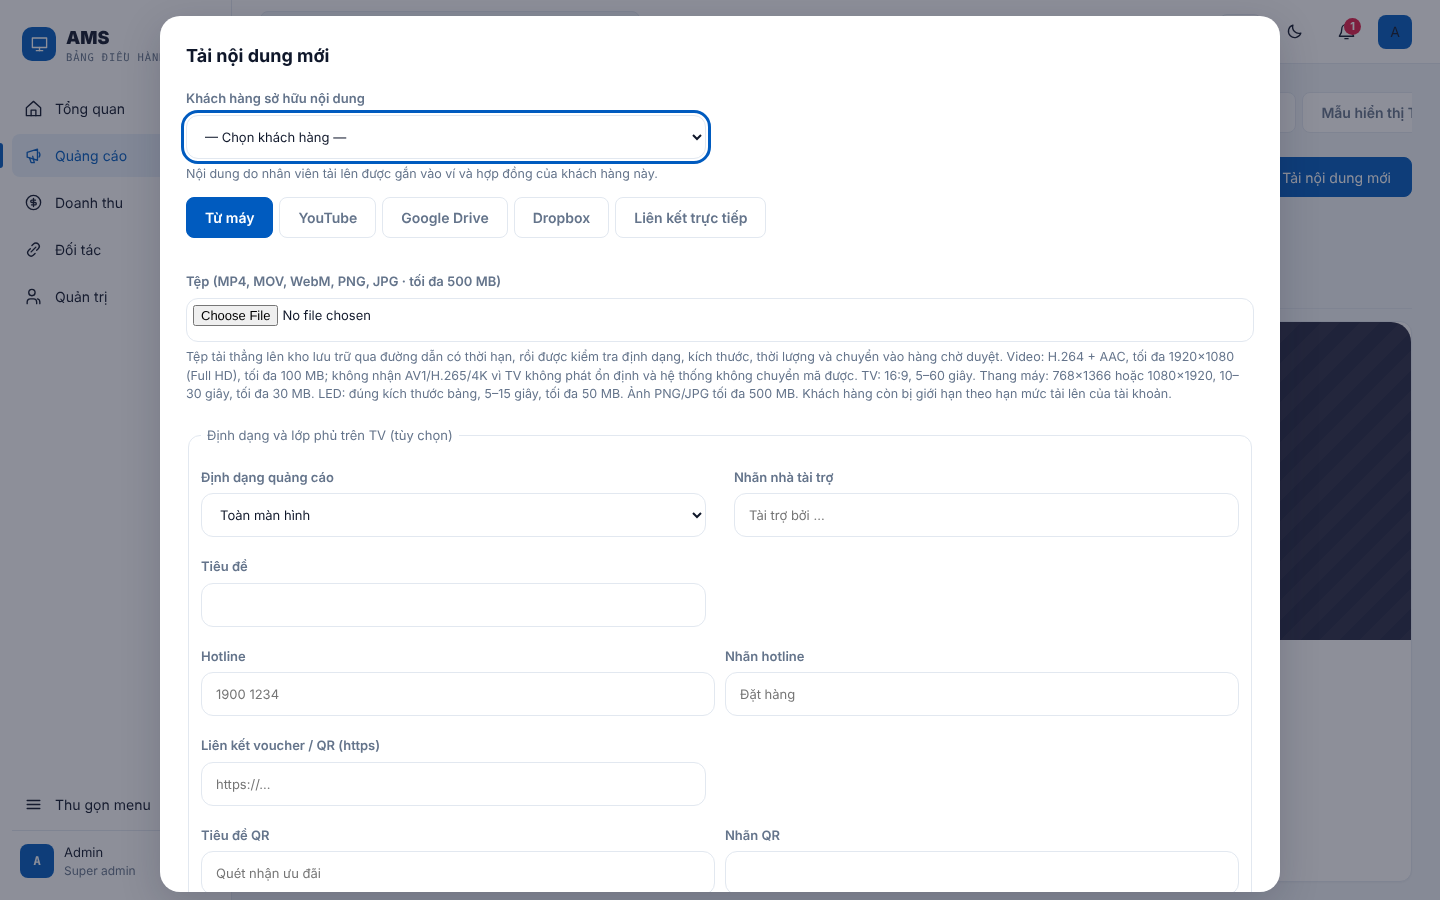 AMS
BẢNG ĐIỀU HÀN
Tổng quan
Quảng cáo
Doanh thu
Đối tác
Quản trị
Thu gọn menu
A
Admin
Super admin
1
A
Mẫu hiển thị
Tải nội dung mới
Tải nội dung mới
Khách hàng sở hữu nội dung
— Chọn khách hàng —
Nội dung do nhân viên tải lên được gắn vào ví và hợp đồng của khách hàng này.
Từ máy
YouTube
Google Drive
Dropbox
Liên kết trực tiếp
Tệp (MP4, MOV, WebM, PNG, JPG · tối đa 500 MB)
Choose File No file chosen
Tệp tải thẳng lên kho lưu trữ qua đường dẫn có thời hạn, rồi được kiểm tra định dạng, kích thước, thời lượng và chuyển vào hàng chờ duyệt. Video: H.264 + AAC, tối đa 1920×1080
(Full HD), tối đa 100 MB; không nhận AV1/H.265/4K vì TV không phát ổn định và hệ thống không chuyển mã được. TV: 16:9, 5–60 giây. Thang máy: 768×1366 hoặc 1080×1920, 10–
30 giây, tối đa 30 MB. LED: đúng kích thước bảng, 5–15 giây, tối đa 50 MB. Ảnh PNG/JPG tối đa 500 MB. Khách hàng còn bị giới hạn theo hạn mức tải lên của tài khoản.
Định dạng và lớp phủ trên TV (tùy chọn)
Định dạng quảng cáo
Toàn màn hình
Nhãn nhà tài trợ
Tài trợ bởi ...
Tiêu đề
Hotline
1900 1234
Nhãn hotline
Đặt hàng
Liên kết voucher / QR (https)
https://...
Tiêu đề QR
Quét nhận ưu đãi
Nhãn QR